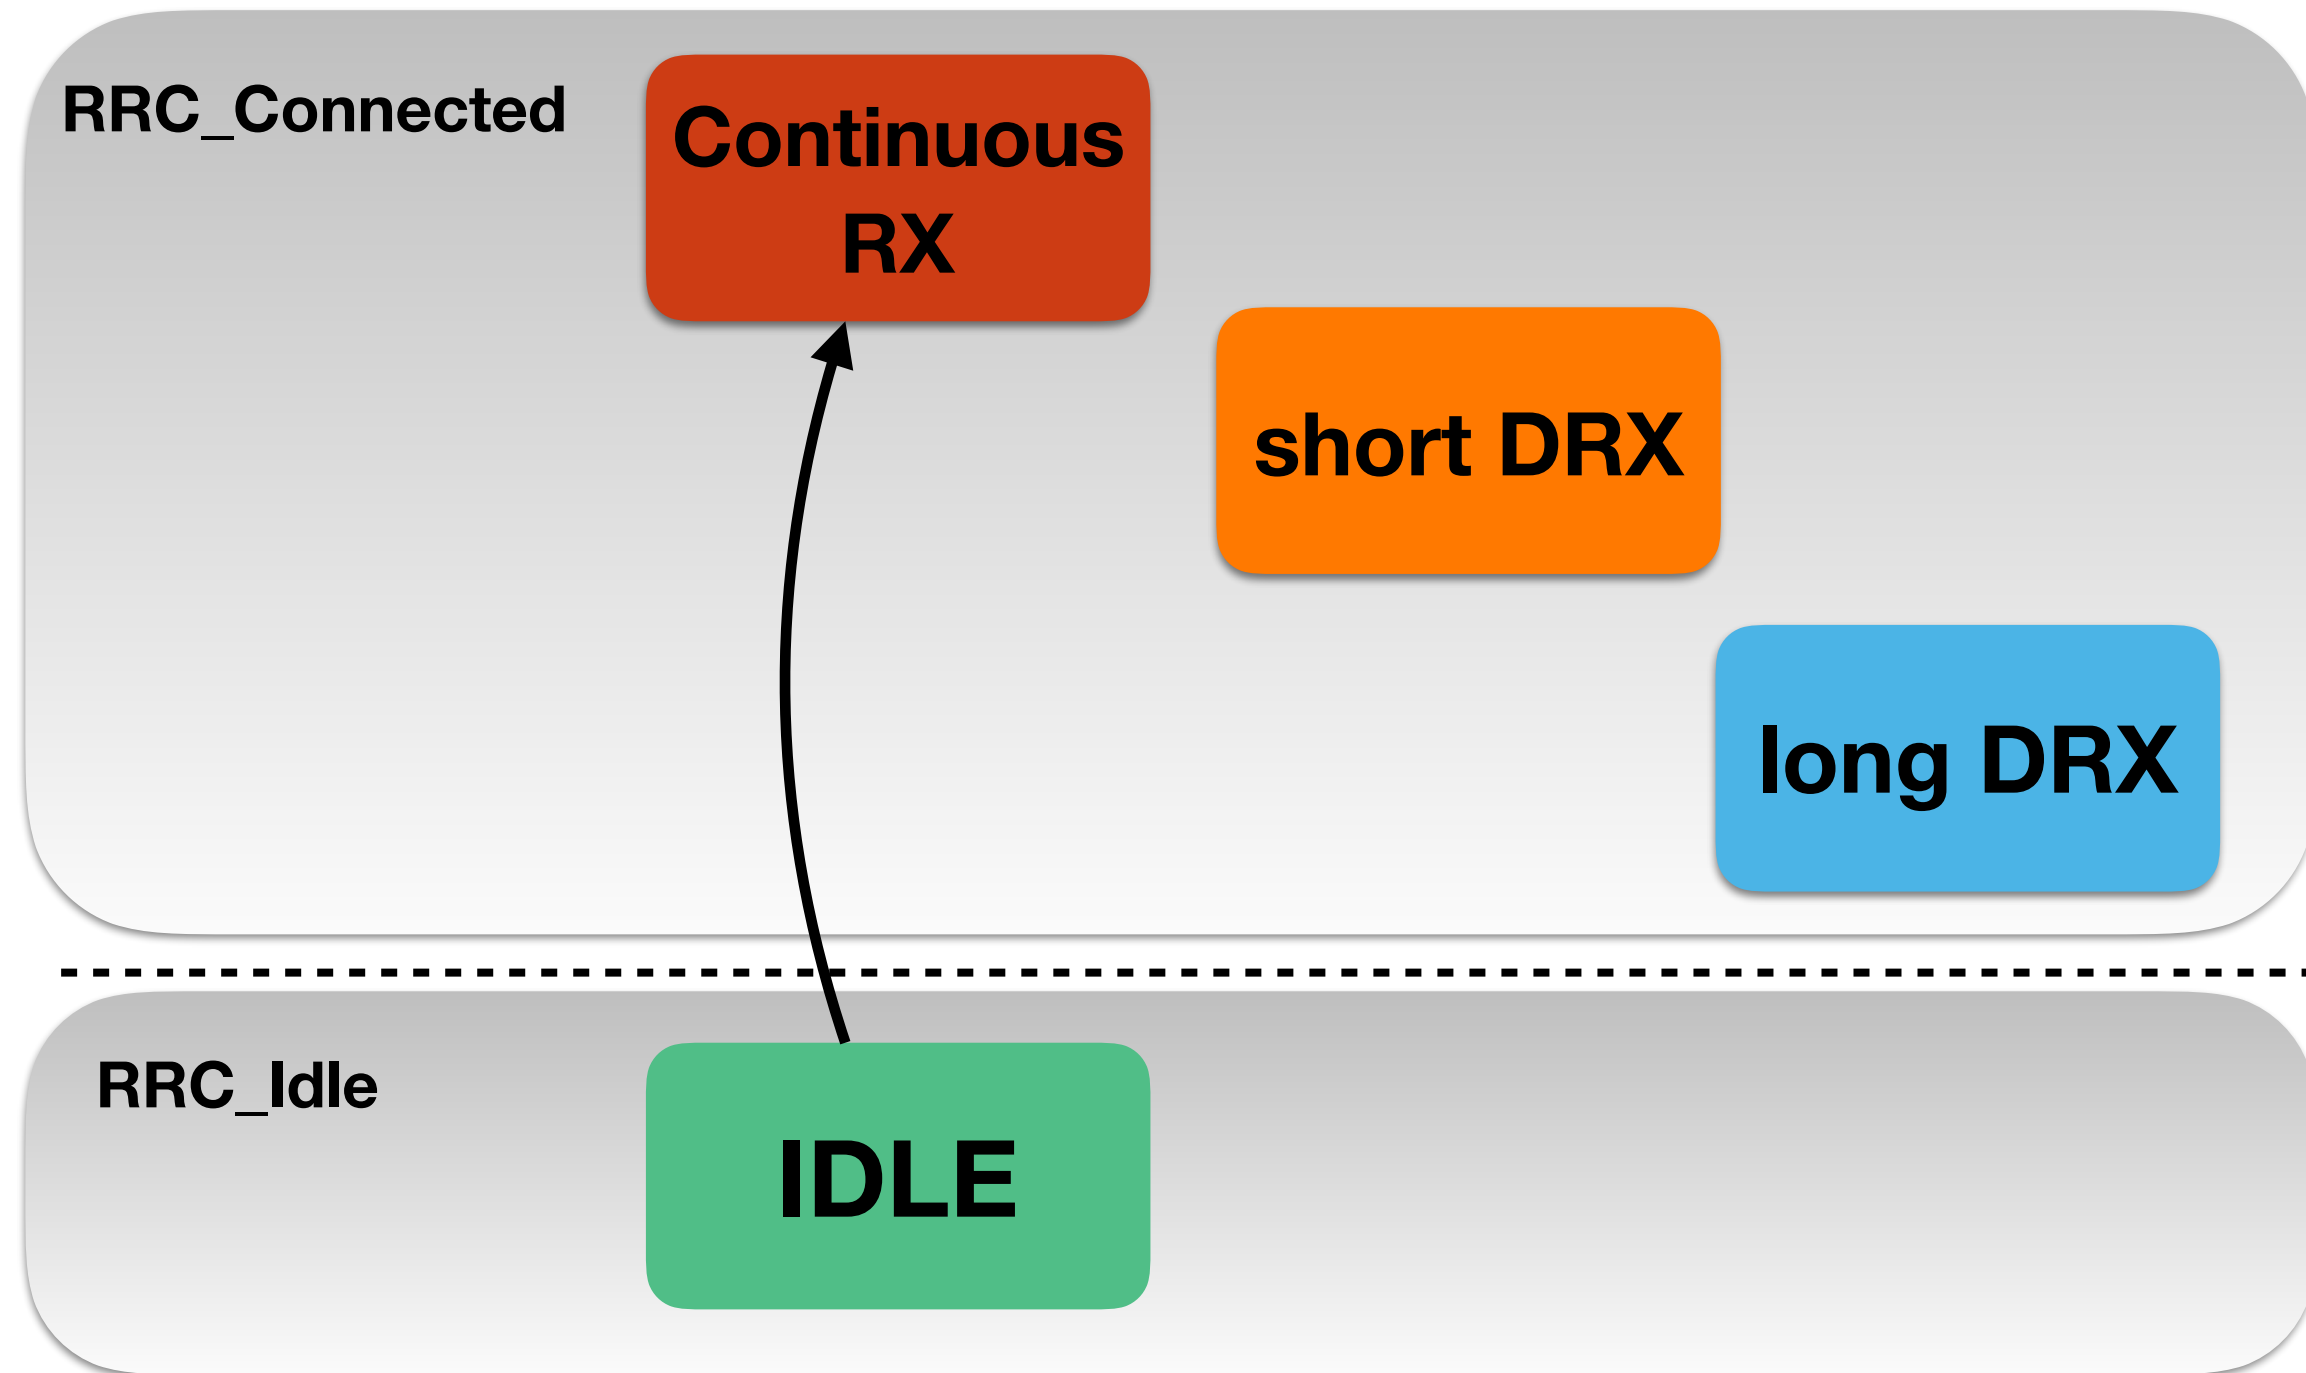 RRC_Connected
Continuous
RX
short DRX
long DRX
RRC_Idle
IDLE